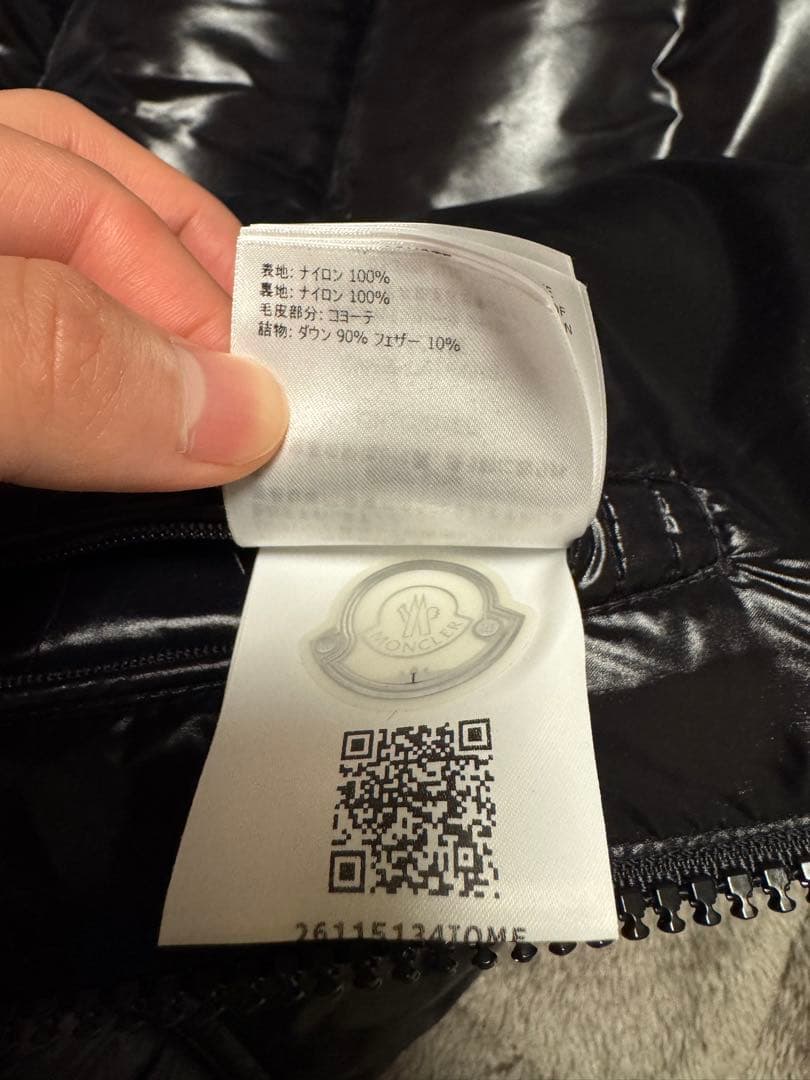 表地: ナイロン 100%
裏地: ナイロン 100%
毛皮部分: コヨーテ
詰物: ダウン 90% フェザー 10%
MONCLER